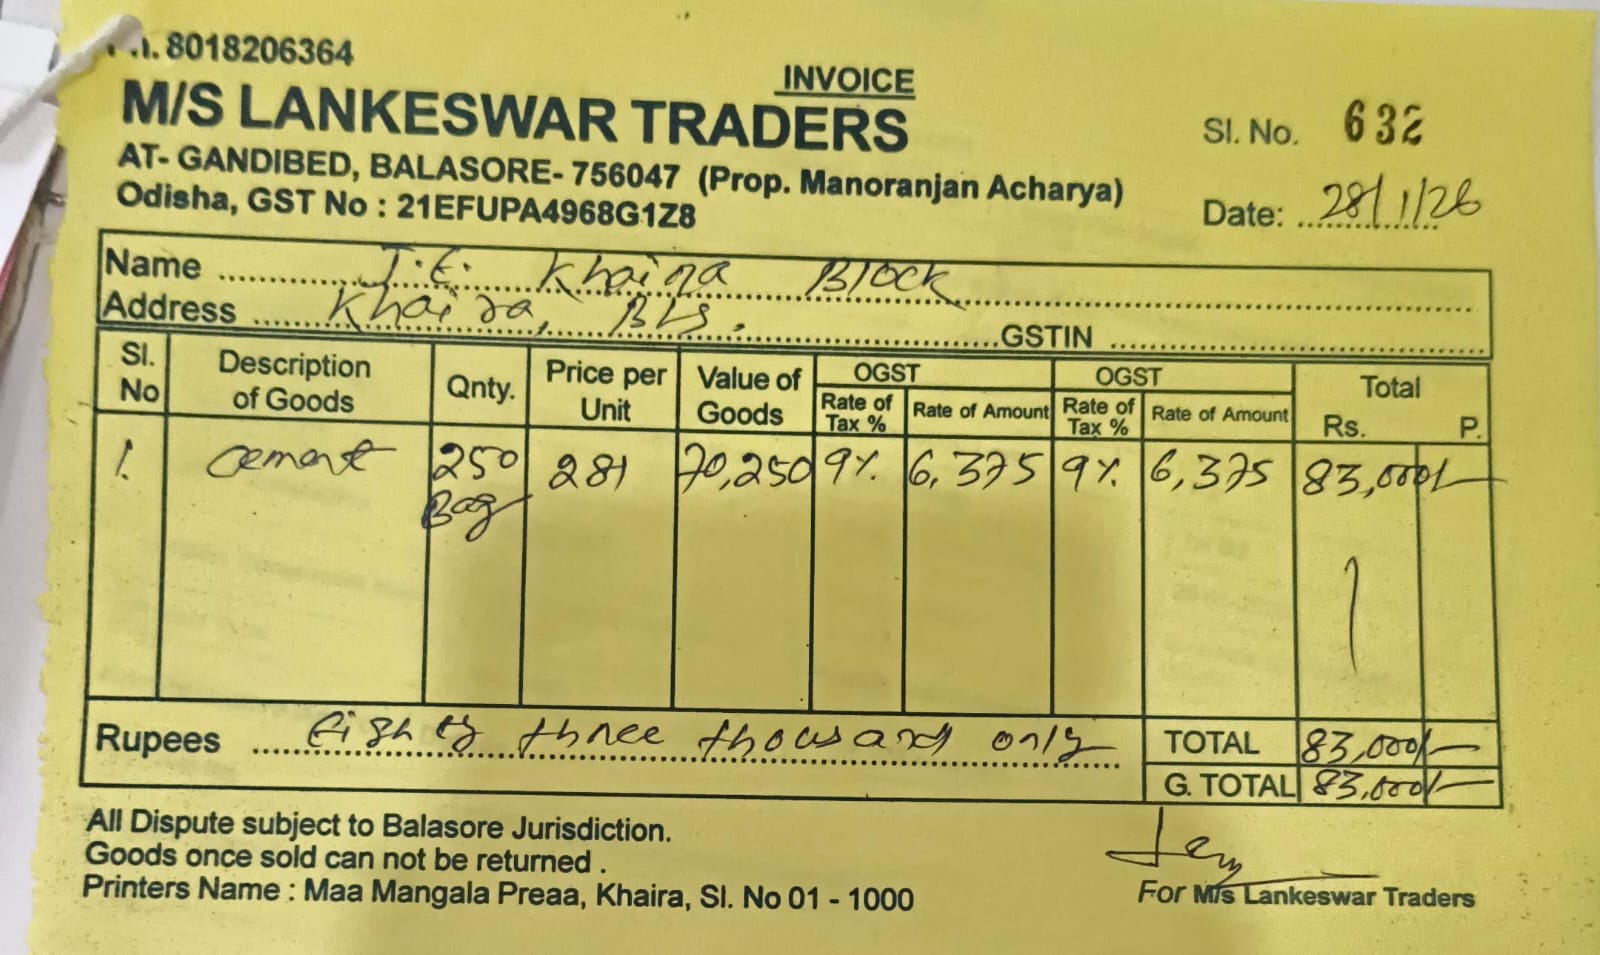 Ph. 8018206364
INVOICE
M/S LANKESWAR TRADERS
Sl. No. 632
AT- GANDIBED, BALASORE- 756047 (Prop. Manoranjan Acharya)
Odisha, GST No : 21EFUPA4968G1Z8
Date: 28/1/26
Name J.E. Khaira Block
Address Khaira, Bls. GSTIN
Sl. No Description of Goods Qnty. Price per Unit Value of Goods OGST Rate of Tax % Rate of Amount OGST Rate of Tax % Rate of Amount Total Rs. P.
1. Cement 250 Bag 281 70,250 9% 6,375 9% 6,375 83,000/-
Rupees Eighty three thousand only
TOTAL 83,000/-
G. TOTAL 83,000/-
All Dispute subject to Balasore Jurisdiction.
Goods once sold can not be returned .
Printers Name : Maa Mangala Preaa, Khaira, Sl. No 01 - 1000
For M/s Lankeswar Traders